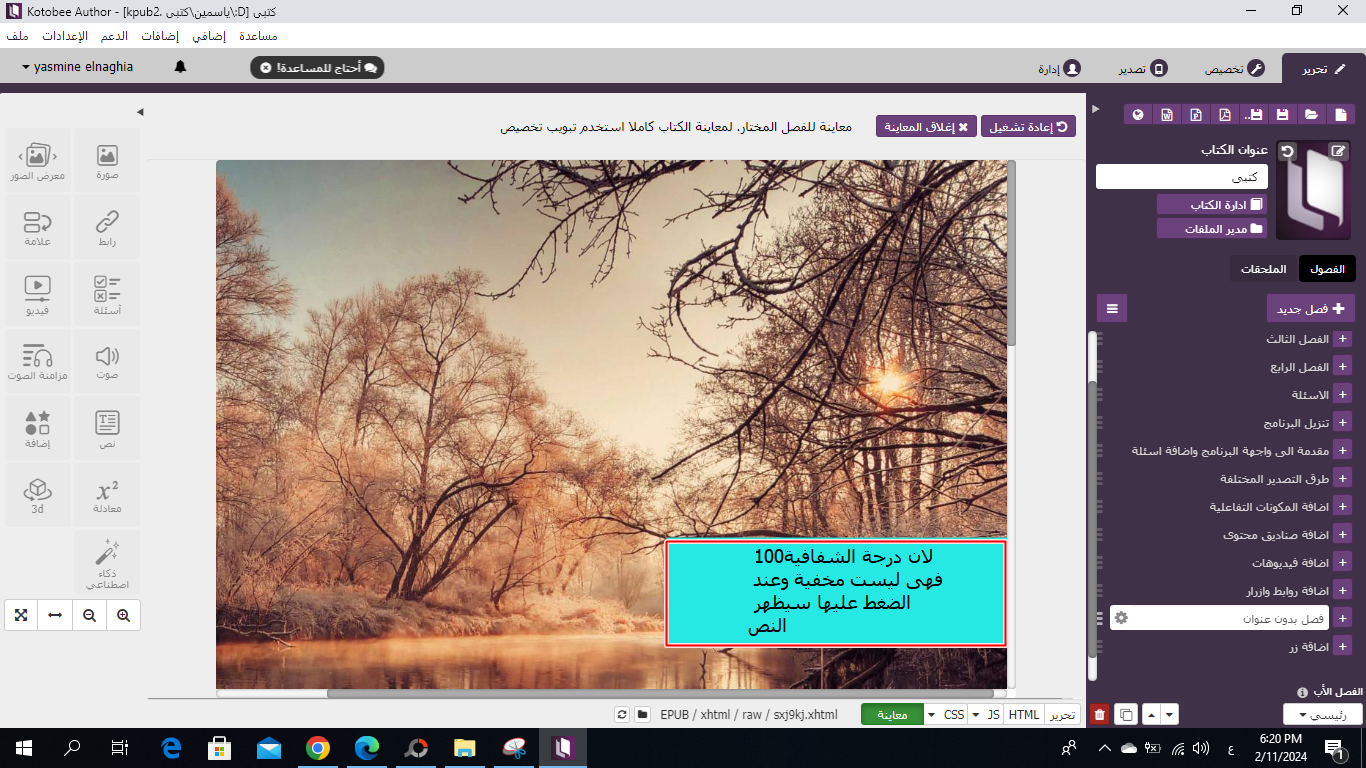 كتبى [D:\ياسمين\كتبى .kpub2] - Kotobee Author
ملف
الإعدادات
الدعم
إضافات
إضافي
مساعدة
yasmine elnaghia
أحتاج للمساعدة!
إدارة
تصدير
تخصيص
تحرير
إعادة تشغيل
إغلاق المعاينة
معاينة للفصل المختار. لمعاينة الكتاب كاملا استخدم تبويب تخصيص
عنوان الكتاب
كتبى
ادارة الكتاب
مدير الملفات
الفصول
الملحقات
فصل جديد
الفصل الثالث
الفصل الرابع
الاسئلة
تنزيل البرنامج
مقدمة الى واجهة البرنامج واضافة اسئلة
طرق التصدير المختلفة
اضافة المكونات التفاعلية
اضافة صناديق محتوى
اضافة فيديوهات
اضافة روابط وازرار
فصل بدون عنوان
اضافة زر
الفصل الأب
رئيسي
صورة
معرض الصور
رابط
علامة
أسئلة
فيديو
صوت
مزامنة الصوت
نص
إضافة
معادلة
x²
3d
ذكاء
اصطناعي
لان درجة الشفافية100
فهى ليست مخفية وعند
الضغط عليها سيظهر
النص
EPUB / xhtml / raw / sxj9kj.xhtml
معاينة
CSS
JS
HTML
تحرير
ع
6:20 PM
2/11/2024
1